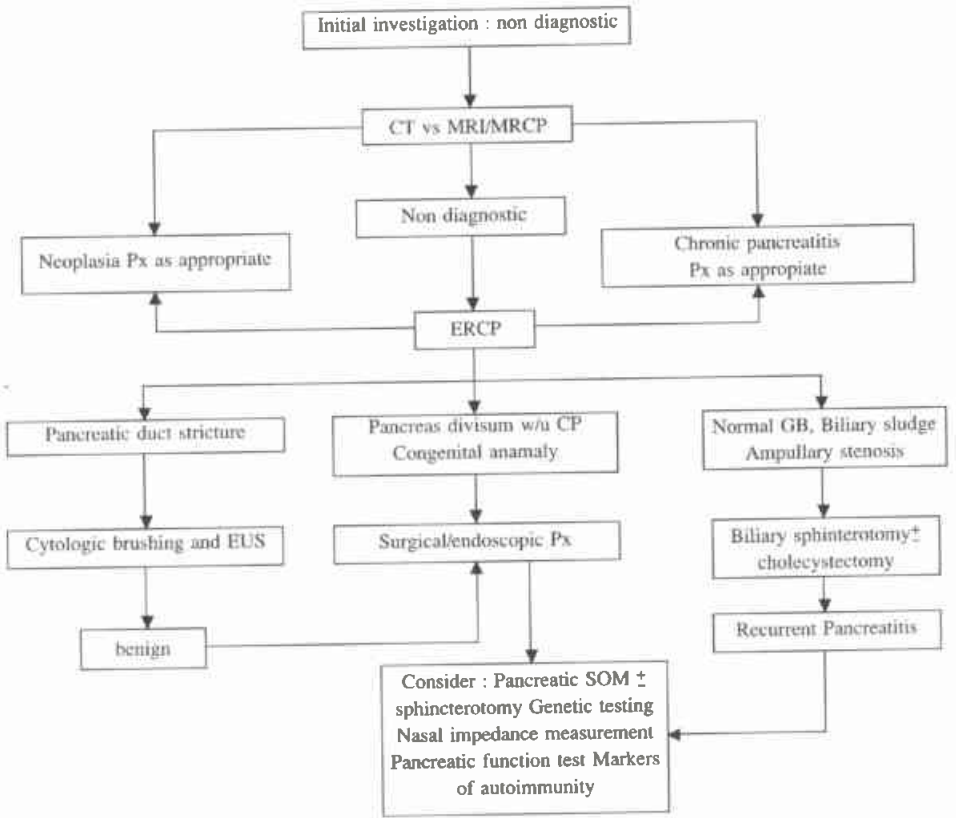 Initial investigation : non diagnostic
CT vs MRI/MRCP
Non diagnostic
Neoplasia Px as appropriate
Chronic pancreatitis
Px as appropiate
ERCP
Pancreatic duct stricture
Pancreas divisum w/u CP
Congenital anamaly
Normal GB, Biliary sludge
Ampullary stenosis
Cytologic brushing and EUS
Surgical/endoscopic Px
Biliary sphinterotomy±
cholecystectomy
benign
Recurrent Pancreatitis
Consider : Pancreatic SOM ±
sphincterotomy Genetic testing
Nasal impedance measurement
Pancreatic function test Markers
of autoimmunity